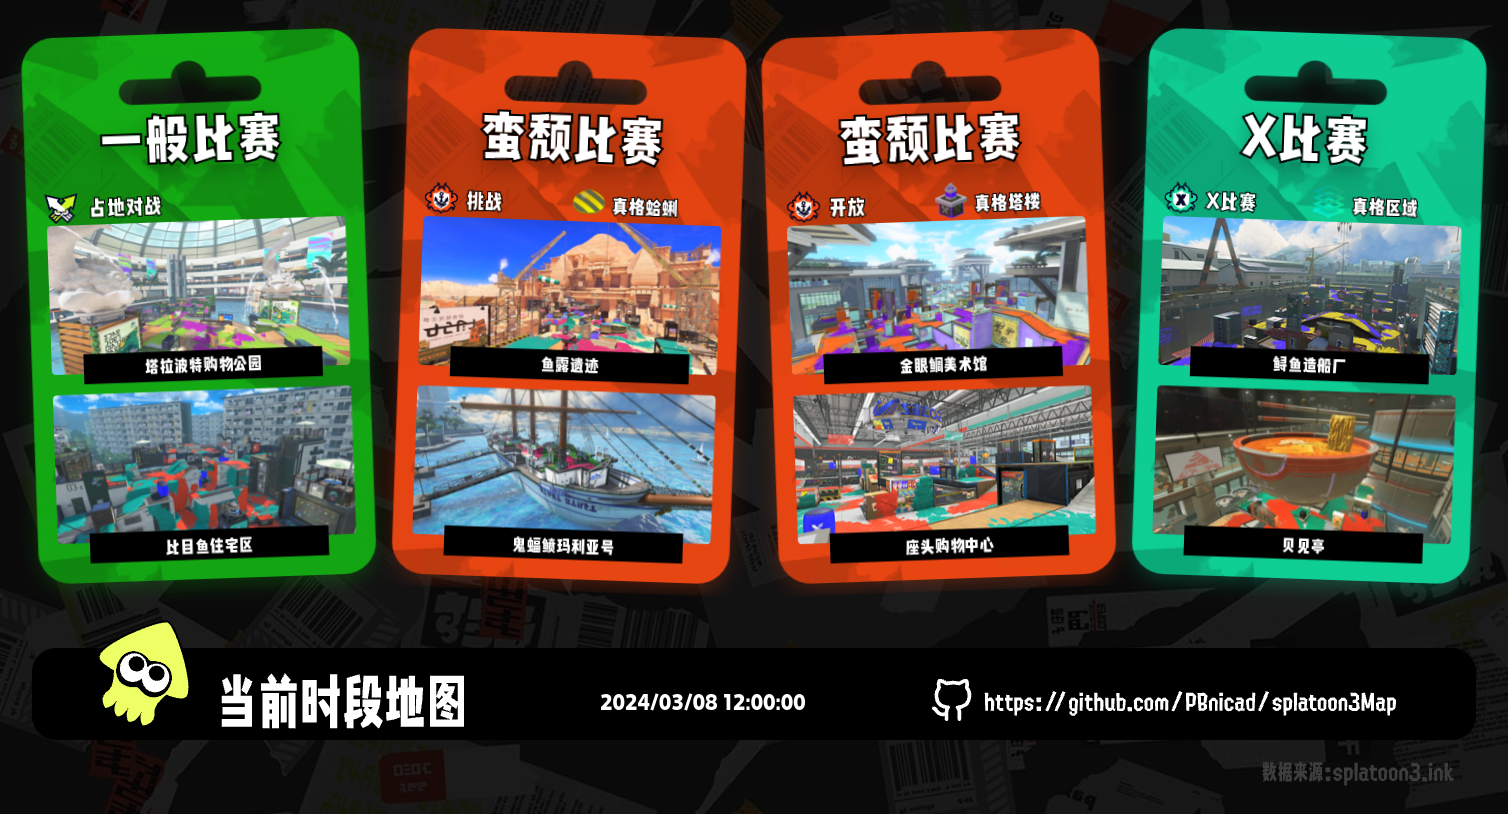 一般比赛
占地对战
塔拉波特购物公园
比目鱼住宅区
蛮颓比赛
挑战
真格蛤蜊
鱼露遗迹
鬼蝠鲼玛利亚号
蛮颓比赛
开放
真格塔楼
金眼鲷美术馆
座头购物中心
X比赛
X比赛
真格区域
鲟鱼造船厂
贝见亭
当前时段地图
2024/03/08 12:00:00
https://github.com/PBnicad/splatoon3Map
数据来源:splatoon3.ink